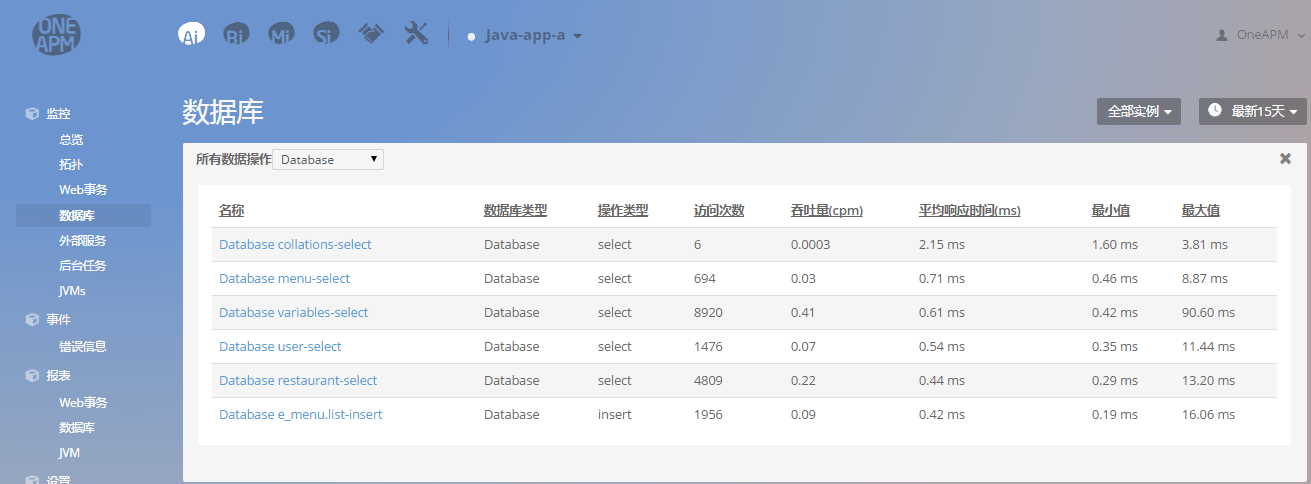 ONE APM
Ai Bi Mi Si Java-app-a OneAPM
监控
总览
拓扑
Web事务
数据库
外部服务
后台任务
JVMs
事件
错误信息
报表
Web事务
数据库
JVM
设置
数据库 全部实例 最新15天
所有数据操作 Database
名称 数据库类型 操作类型 访问次数 吞吐量(cpm) 平均响应时间(ms) 最小值 最大值
Database collations-select Database select 6 0.0003 2.15 ms 1.60 ms 3.81 ms
Database menu-select Database select 694 0.03 0.71 ms 0.46 ms 8.87 ms
Database variables-select Database select 8920 0.41 0.61 ms 0.42 ms 90.60 ms
Database user-select Database select 1476 0.07 0.54 ms 0.35 ms 11.44 ms
Database restaurant-select Database select 4809 0.22 0.44 ms 0.29 ms 13.20 ms
Database e_menu.list-insert Database insert 1956 0.09 0.42 ms 0.19 ms 16.06 ms